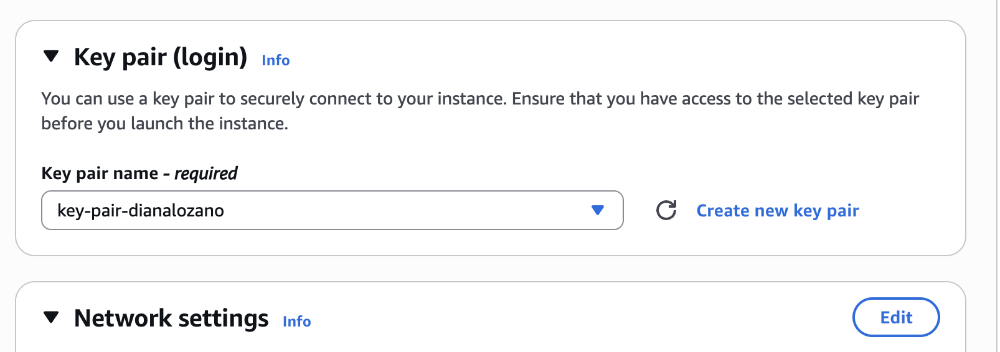 Key pair (login) Info
You can use a key pair to securely connect to your instance. Ensure that you have access to the selected key pair
before you launch the instance.
Key pair name - required
key-pair-dianalozano
Create new key pair
Network settings Info
Edit